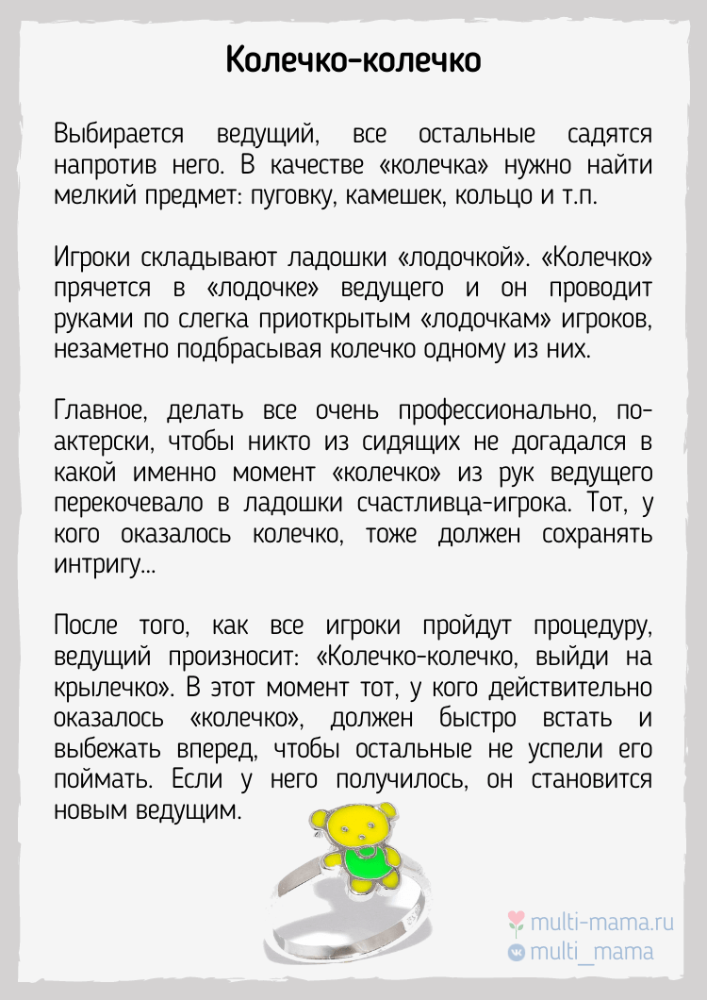 Колечко-колечко
Выбирается ведущий, все остальные садятся
напротив него. В качестве «колечка» нужно найти
мелкий предмет: пуговку, камешек, кольцо и т.п.
Игроки складывают ладошки «лодочкой». «Колечко»
прячется в «лодочке» ведущего и он проводит
руками по слегка приоткрытым «лодочкам» игроков,
незаметно подбрасывая колечко одному из них.
Главное, делать все очень профессионально, по-
актерски, чтобы никто из сидящих не догадался в
какой именно момент «колечко» из рук ведущего
перекочевало в ладошки счастливца-игрока. Тот, у
кого оказалось колечко, тоже должен сохранять
интригу...
После того, как все игроки пройдут процедуру,
ведущий произносит: «Колечко-колечко, выйди на
крылечко». В этот момент тот, у кого действительно
оказалось «колечко», должен быстро встать и
выбежать вперед, чтобы остальные не успели его
поймать. Если у него получилось, он становится
новым ведущим.
multi-mama.ru
multi_mama